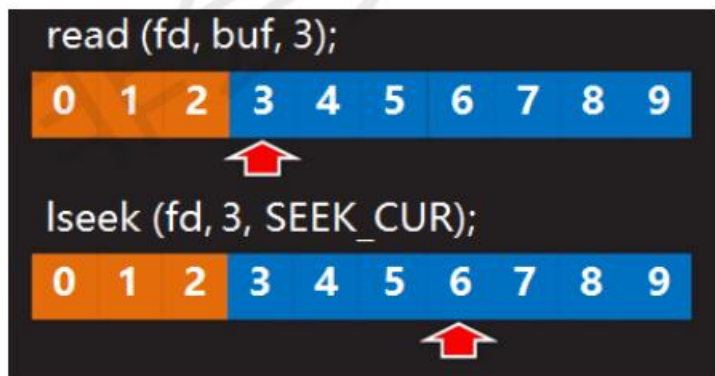 read (fd, buf, 3);
0 1 2 3 4 5 6 7 8 9
lseek (fd, 3, SEEK_CUR);
0 1 2 3 4 5 6 7 8 9